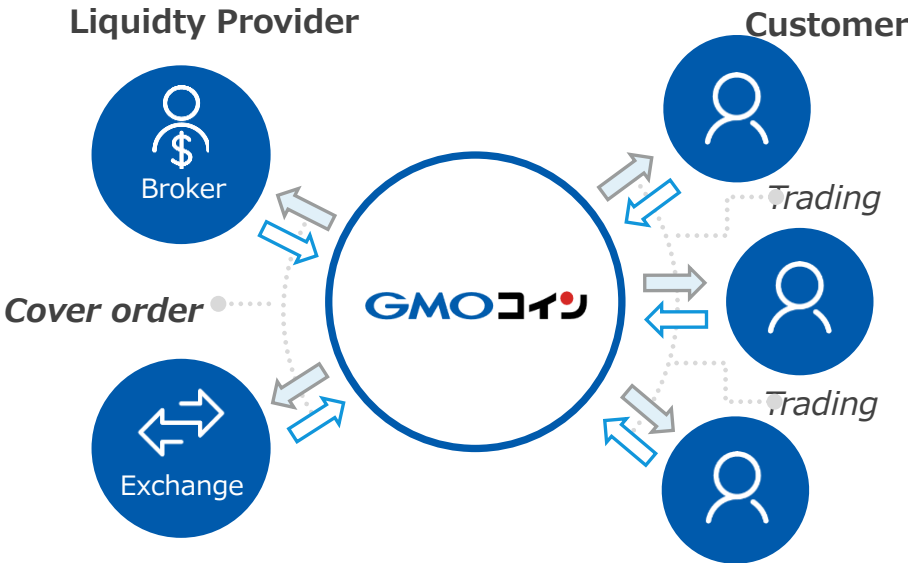 Liquidty Provider
Customer
$
Broker
Trading
GMOコイン
Cover order
Trading
Exchange